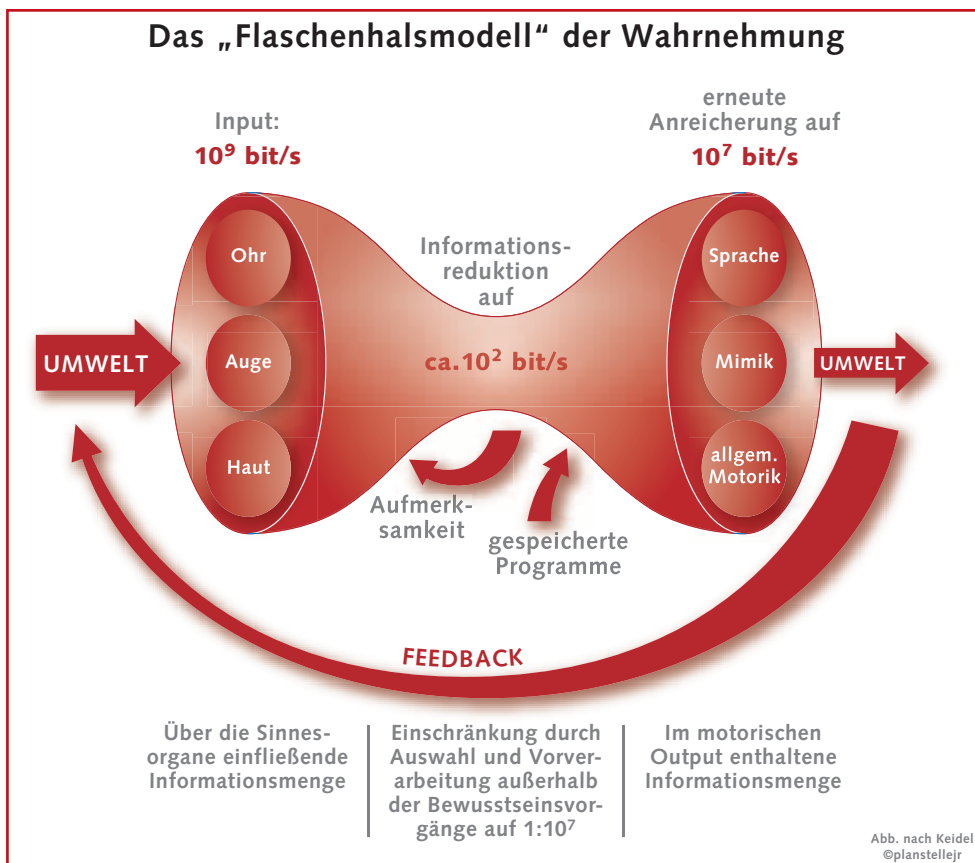 Das „Flaschenhalsmodell“ der Wahrnehmung
Input:
10⁹ bit/s
erneute
Anreicherung auf
10⁷ bit/s
Informations-
reduktion
auf
ca.10² bit/s
Ohr
Auge
Haut
Sprache
Mimik
allgem.
Motorik
UMWELT
UMWELT
Aufmerk-
samkeit
gespeicherte
Programme
FEEDBACK
Über die Sinnes-
organe einfließende
Informationsmenge
Einschränkung durch
Auswahl und Vorver-
arbeitung außerhalb
der Bewusstseinsvor-
gänge auf 1:10⁷
Im motorischen
Output enthaltene
Informationsmenge
Abb. nach Keidel
©planstellejr